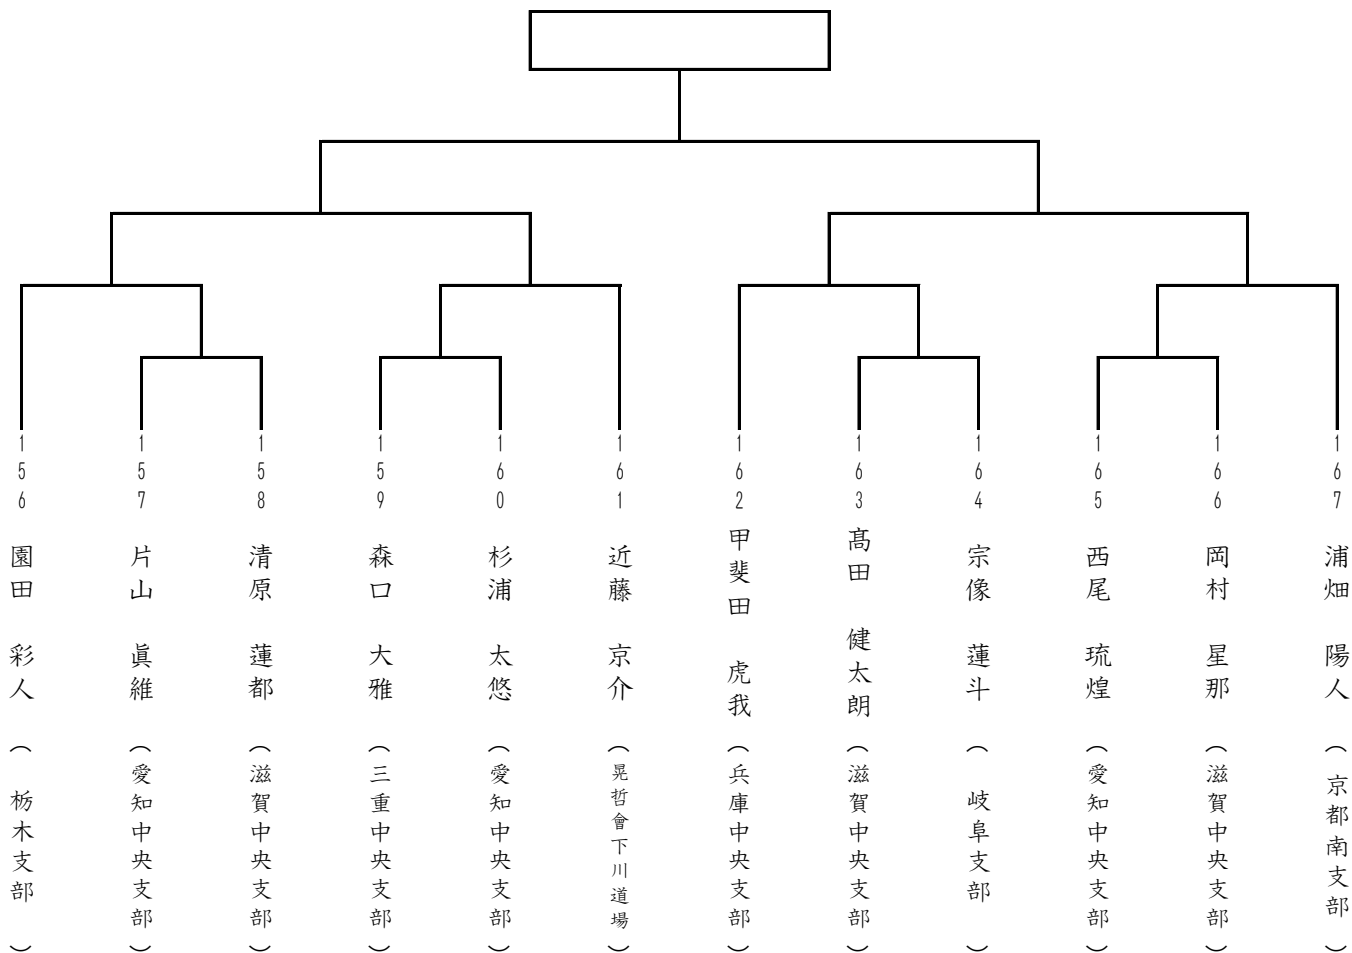 156 園田 彩人 （ 栃木支部 ）
157 片山 眞維 （愛知中央支部）
158 清原 蓮都 （滋賀中央支部）
159 森口 大雅 （三重中央支部）
160 杉浦 太悠 （愛知中央支部）
161 近藤 京介 （晃哲會下川道場）
162 甲斐田 虎我 （兵庫中央支部）
163 髙田 健太朗 （滋賀中央支部）
164 宗像 蓮斗 （ 岐阜支部 ）
165 西尾 琉煌 （愛知中央支部）
166 岡村 星那 （滋賀中央支部）
167 浦畑 陽人 （京都南支部）